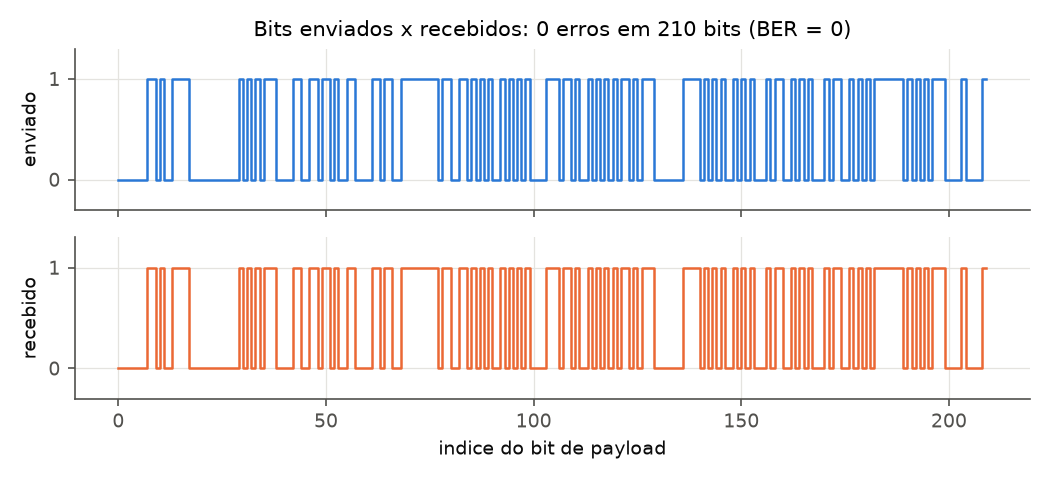 Bits enviados x recebidos: 0 erros em 210 bits (BER = 0)
1
enviado
0
1
recebido
0
0 50 100 150 200
indice do bit de payload